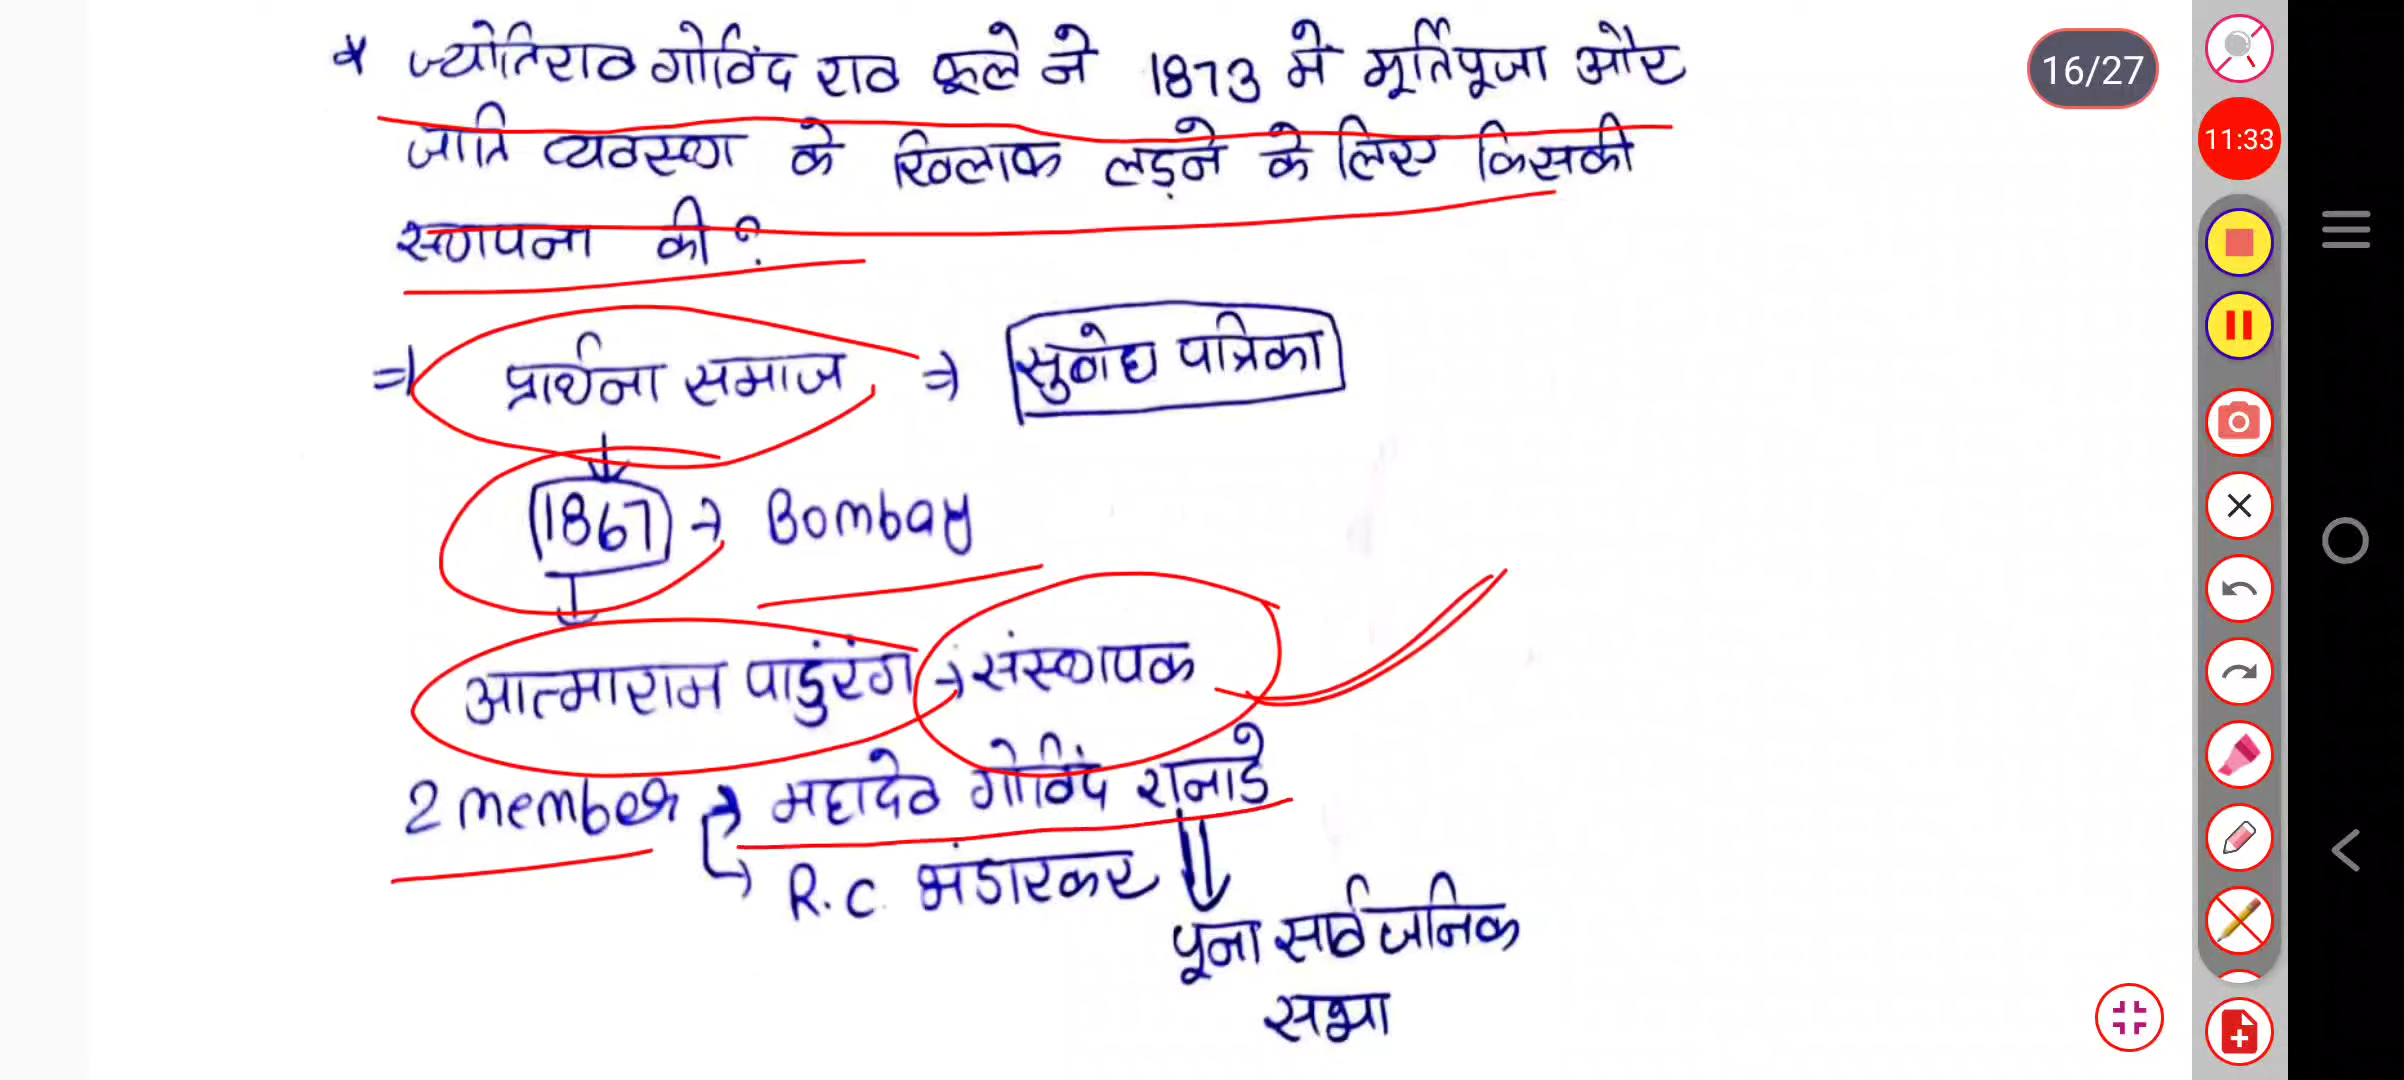 * ज्योतिराव गोविंद राव फूले ने 1873 में मूर्तिपूजा और
जाति व्यवस्था के खिलाफ लड़ने के लिए किसकी
स्थापना की ?
⇒ प्रार्थना समाज ⇒ सुबोध पत्रिका
1867 → Bombay
आत्माराम पाडुंरंग → संस्थापक
2 member → महादेव गोविंद रानाडे
→ R.C. भंडारकर
पूना सार्वजनिक
सभा
16/27
11:33